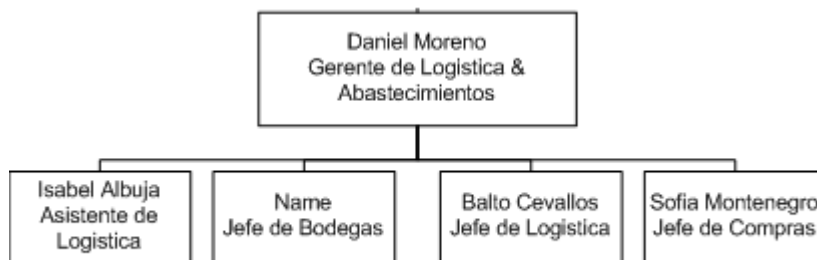 Daniel Moreno
Gerente de Logistica &
Abastecimientos
Isabel Albuja
Asistente de
Logistica
Name
Jefe de Bodegas
Balto Cevallos
Jefe de Logistica
Sofia Montenegro
Jefe de Compras